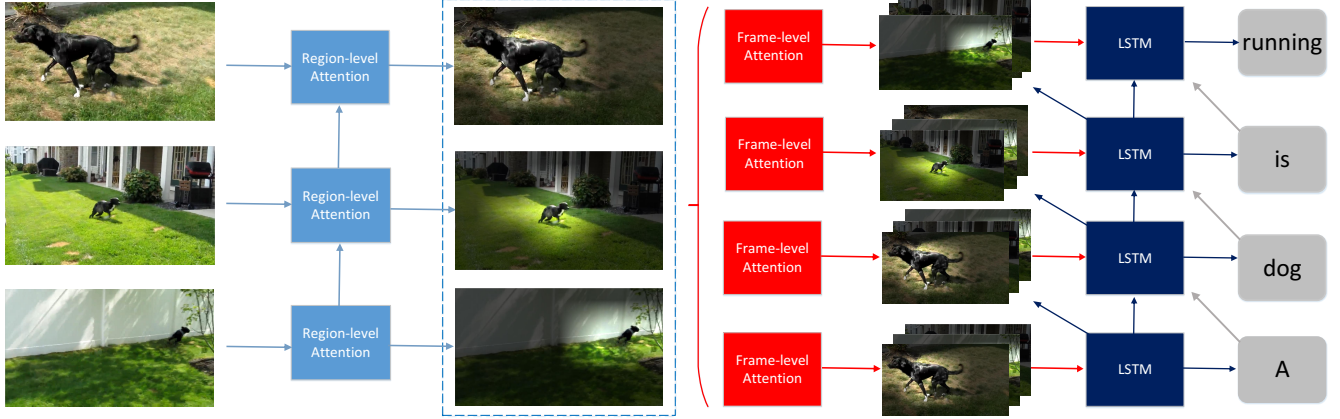 Region-level
Attention
Region-level
Attention
Region-level
Attention
Frame-level
Attention
LSTM
running
Frame-level
Attention
LSTM
is
Frame-level
Attention
LSTM
dog
Frame-level
Attention
LSTM
A